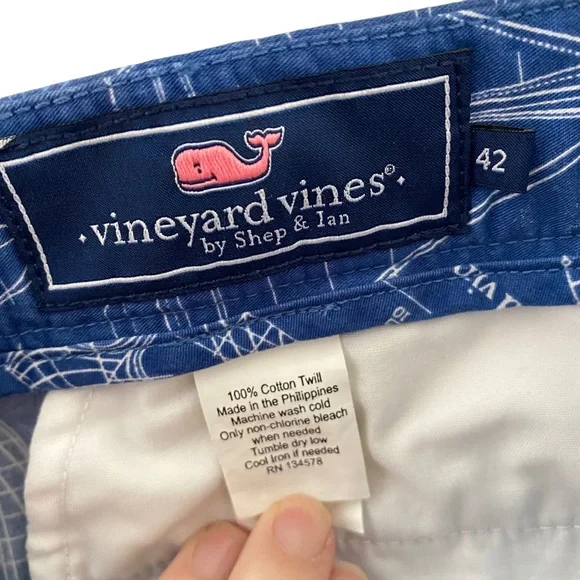 vineyard vines®
by Shep & Ian
42
100% Cotton Twill
Made in the Philippines
Machine wash cold
Only non-chlorine bleach
when needed
Tumble dry low
Cool Iron if needed
RN 134578